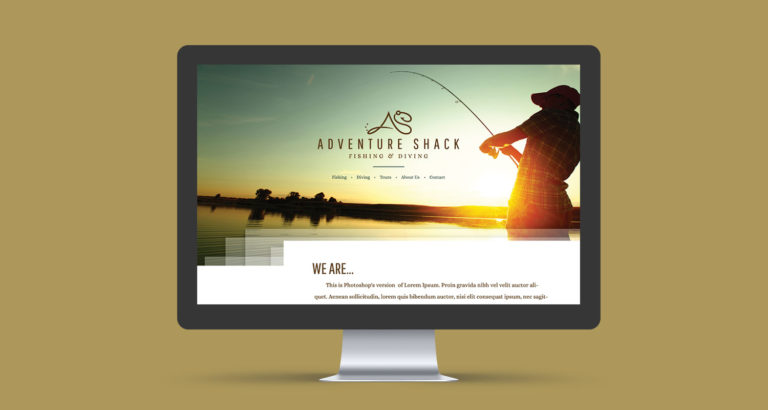 AS
ADVENTURE SHACK
FISHING & DIVING
Fishing • Diving • Tours • About Us • Contact
WE ARE...
This is Photoshop's version of Lorem Ipsum. Proin gravida nibh vel velit auctor ali-
quet. Aenean sollicitudin, lorem quis bibendum auctor, nisi elit consequat ipsum, nec sagit-